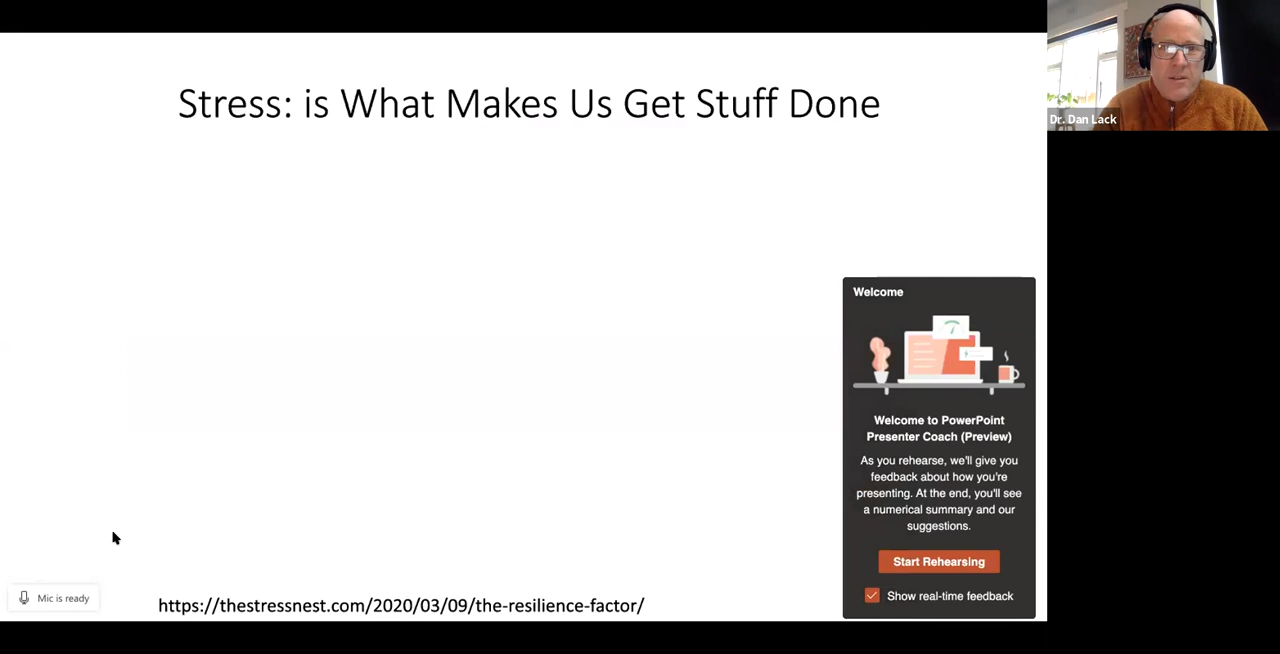 Stress: is What Makes Us Get Stuff Done
Dr. Dan Lack
Welcome
Welcome to PowerPoint
Presenter Coach (Preview)
As you rehearse, we'll give you
feedback about how you're
presenting. At the end, you'll see
a numerical summary and our
suggestions.
Start Rehearsing
Show real-time feedback
Mic is ready
https://thestressnest.com/2020/03/09/the-resilience-factor/